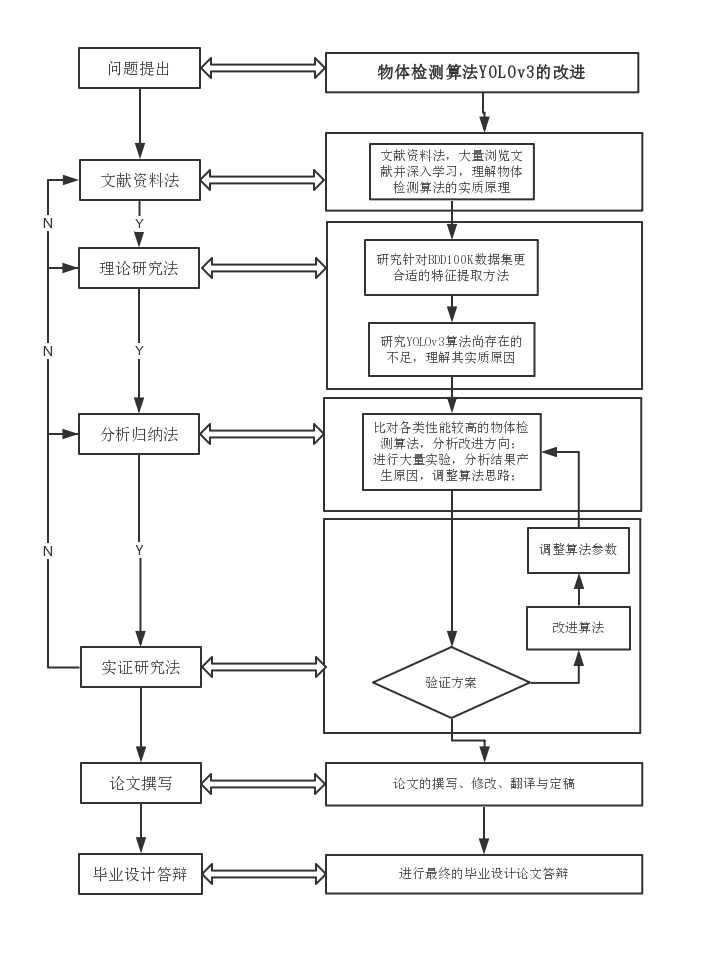 问题提出
物体检测算法YOLOv3的改进
文献资料法，大量浏览文
献并深入学习，理解物体
检测算法的实质原理
文献资料法
N
Y
理论研究法
研究针对BDD100K数据集更
合适的特征提取方法
研究YOLOv3算法尚存在的
不足，理解其实质原因
N
Y
分析归纳法
比对各类性能较高的物体检
测算法，分析改进方向；
进行大量实验，分析结果产
生原因，调整算法思路；
N
Y
调整算法参数
改进算法
实证研究法
验证方案
论文撰写
论文的撰写、修改、翻译与定稿
毕业设计答辩
进行最终的毕业设计论文答辩